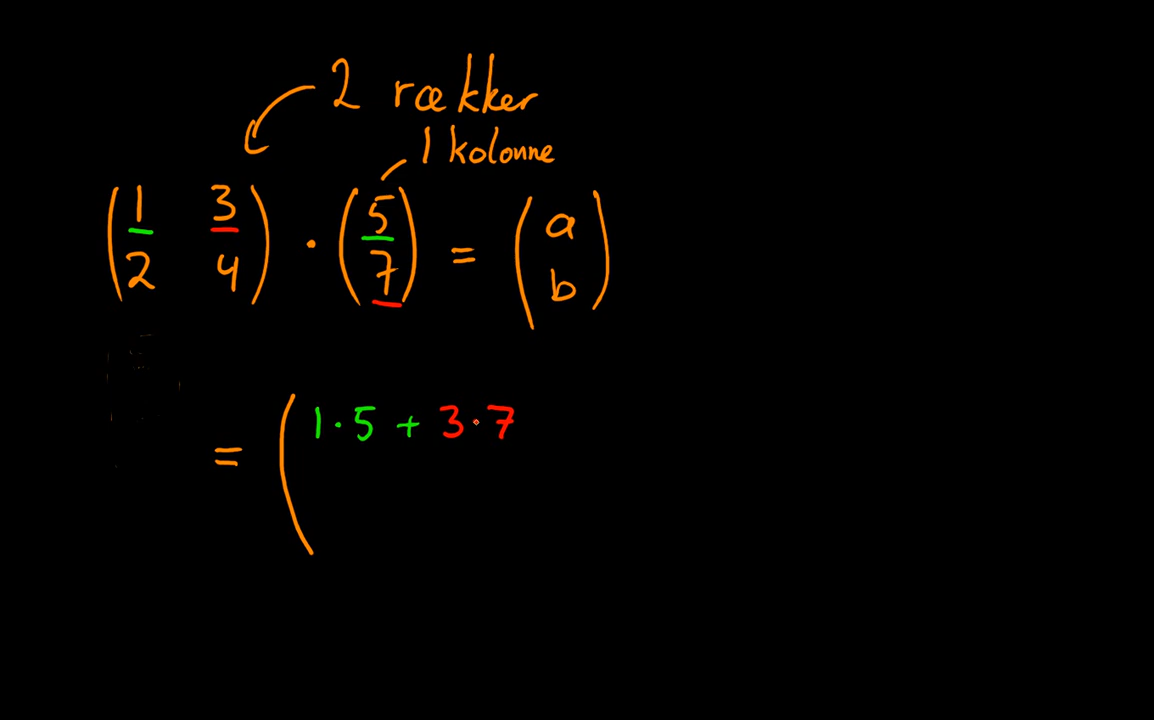 2 rækker
1 kolonne
(1 3) · (5) = (a)
(2 4) (7) (b)
= (1·5 + 3·7